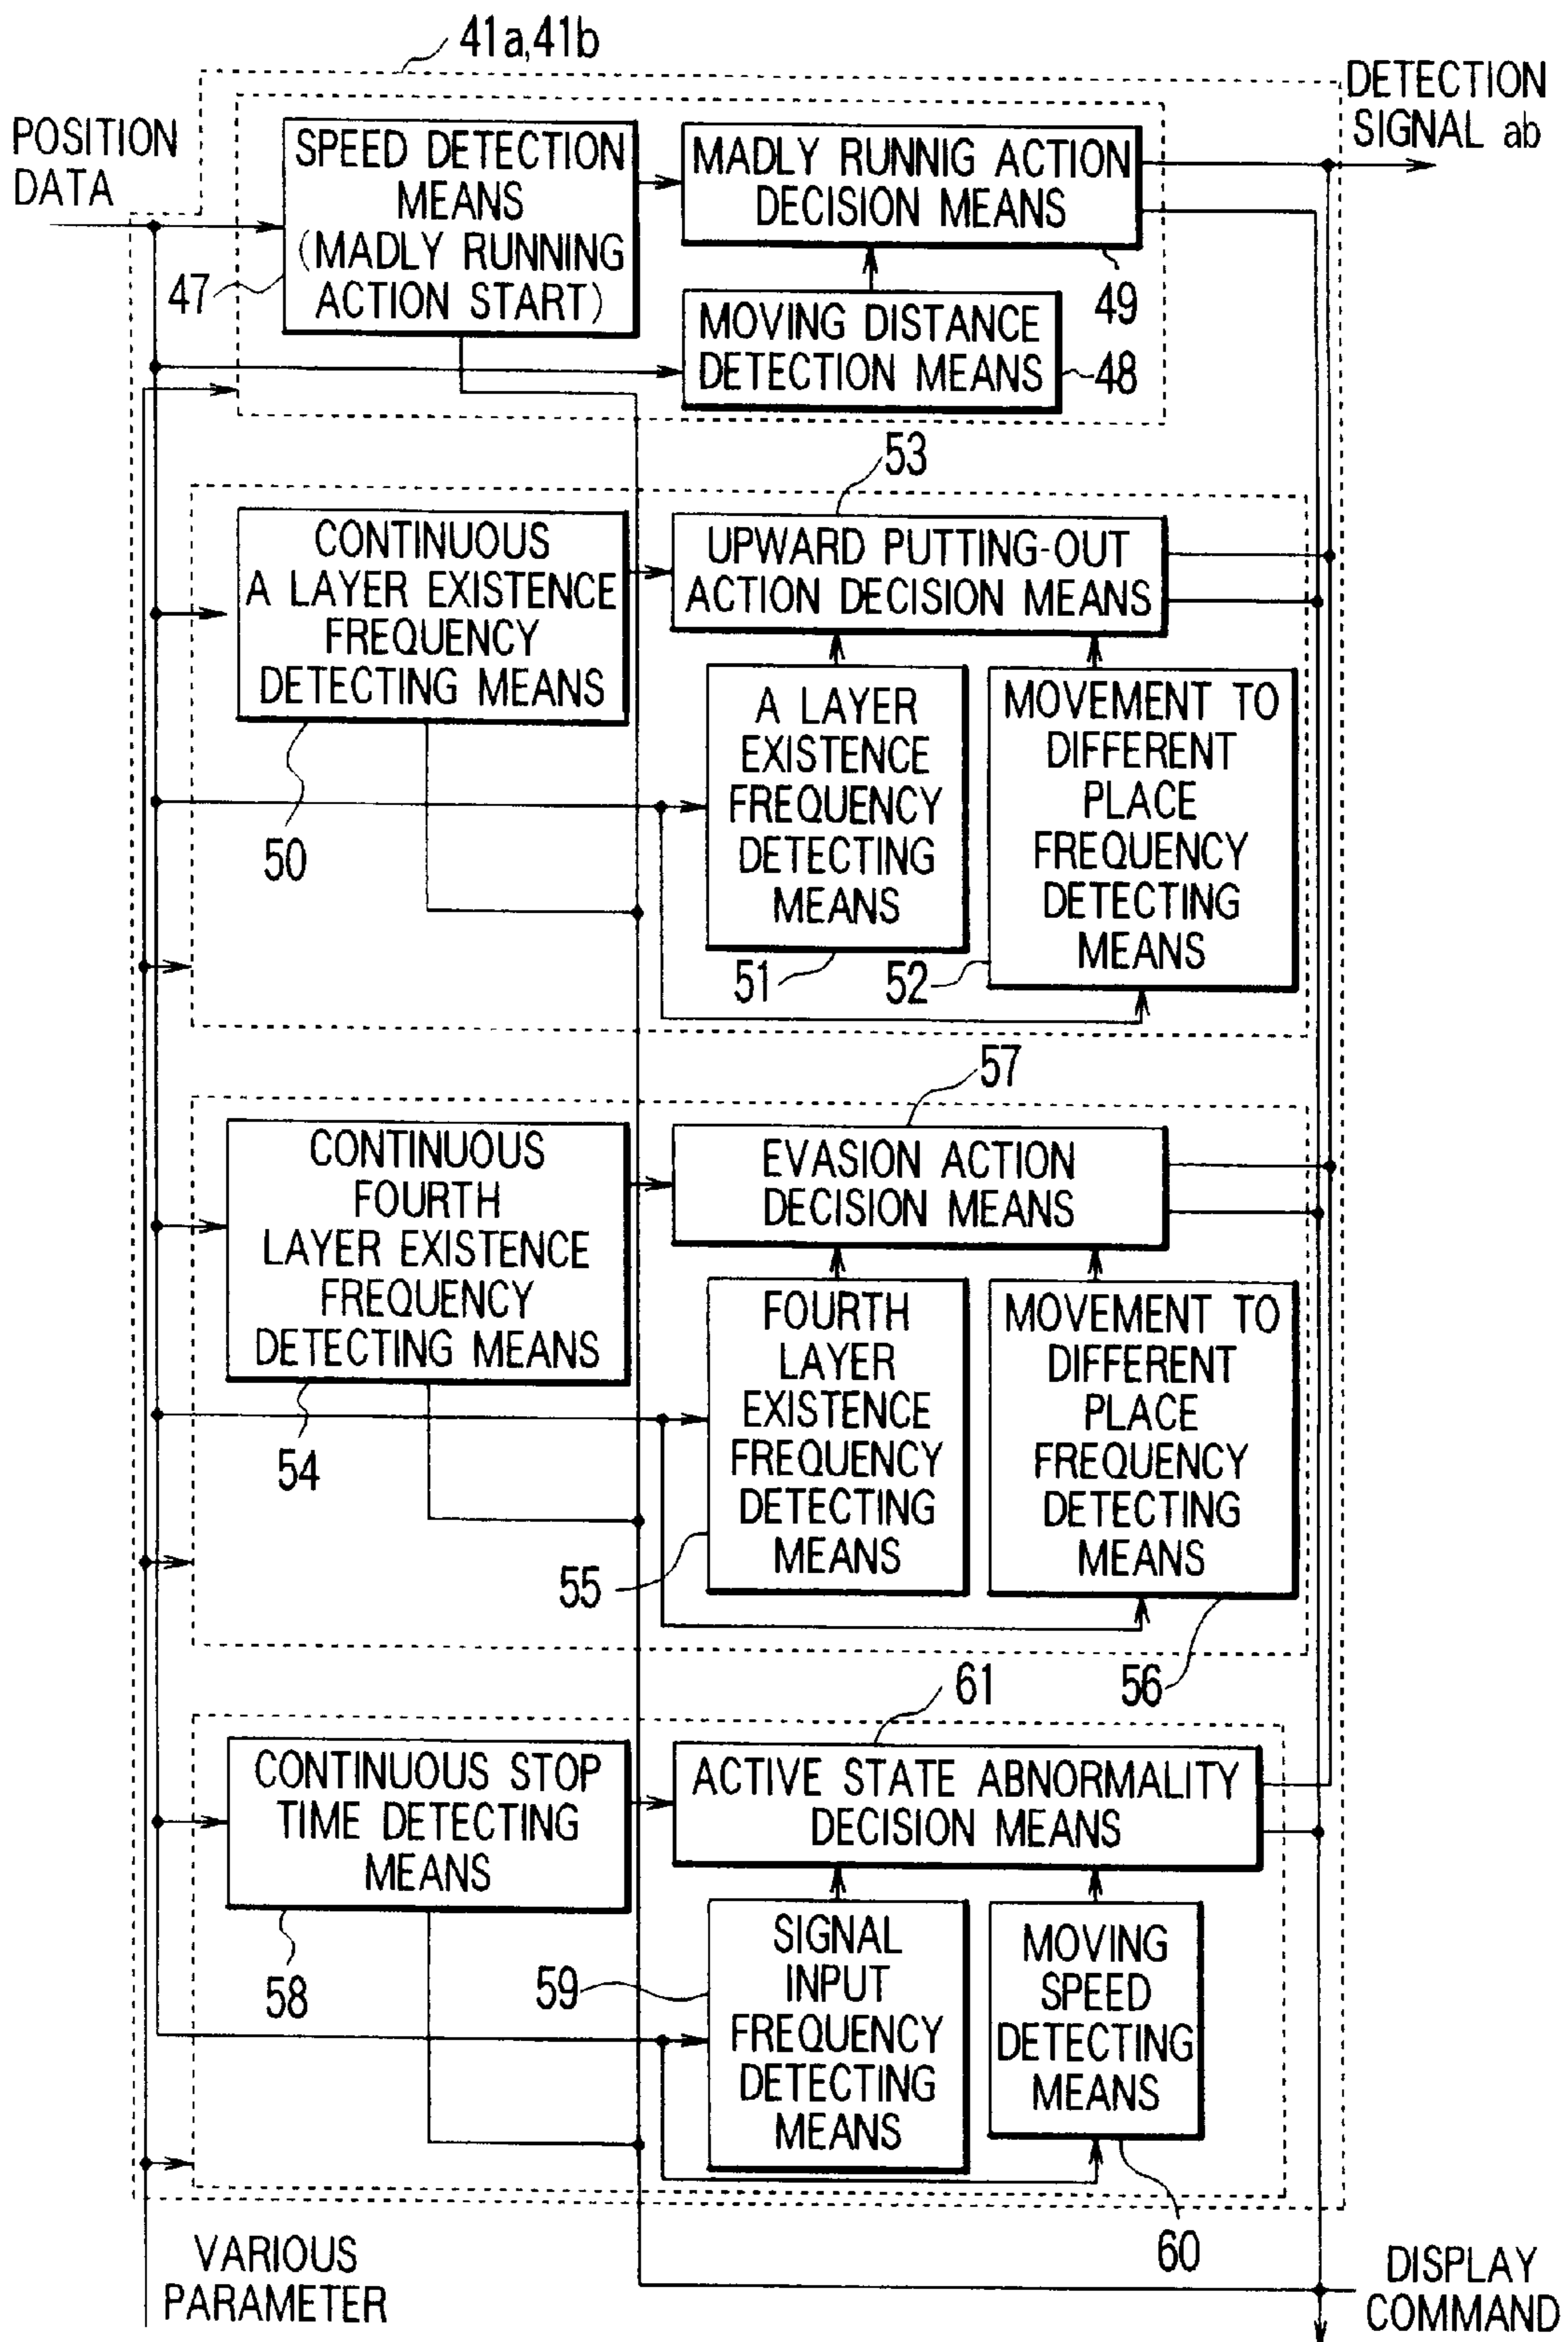 41a,41b
DETECTION
SIGNAL ab
POSITION
DATA
SPEED DETECTION
MEANS
(MADLY RUNNING
ACTION START)
47
MADLY RUNNIG ACTION
DECISION MEANS
49
MOVING DISTANCE
DETECTION MEANS
48
53
CONTINUOUS
A LAYER EXISTENCE
FREQUENCY
DETECTING MEANS
50
UPWARD PUTTING-OUT
ACTION DECISION MEANS
A LAYER
EXISTENCE
FREQUENCY
DETECTING
MEANS
51
MOVEMENT TO
DIFFERENT
PLACE
FREQUENCY
DETECTING
MEANS
52
57
CONTINUOUS
FOURTH
LAYER EXISTENCE
FREQUENCY
DETECTING MEANS
54
EVASION ACTION
DECISION MEANS
FOURTH
LAYER
EXISTENCE
FREQUENCY
DETECTING
MEANS
55
MOVEMENT TO
DIFFERENT
PLACE
FREQUENCY
DETECTING
MEANS
56
61
CONTINUOUS STOP
TIME DETECTING
MEANS
58
ACTIVE STATE ABNORMALITY
DECISION MEANS
SIGNAL
INPUT
FREQUENCY
DETECTING
MEANS
59
MOVING
SPEED
DETECTING
MEANS
60
VARIOUS
PARAMETER
DISPLAY
COMMAND